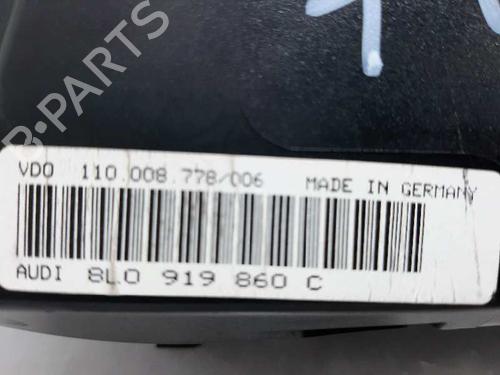 B-PARTS
VDO 110.008.778/006 MADE IN GERMANY
AUDI 8L0 919 860 C